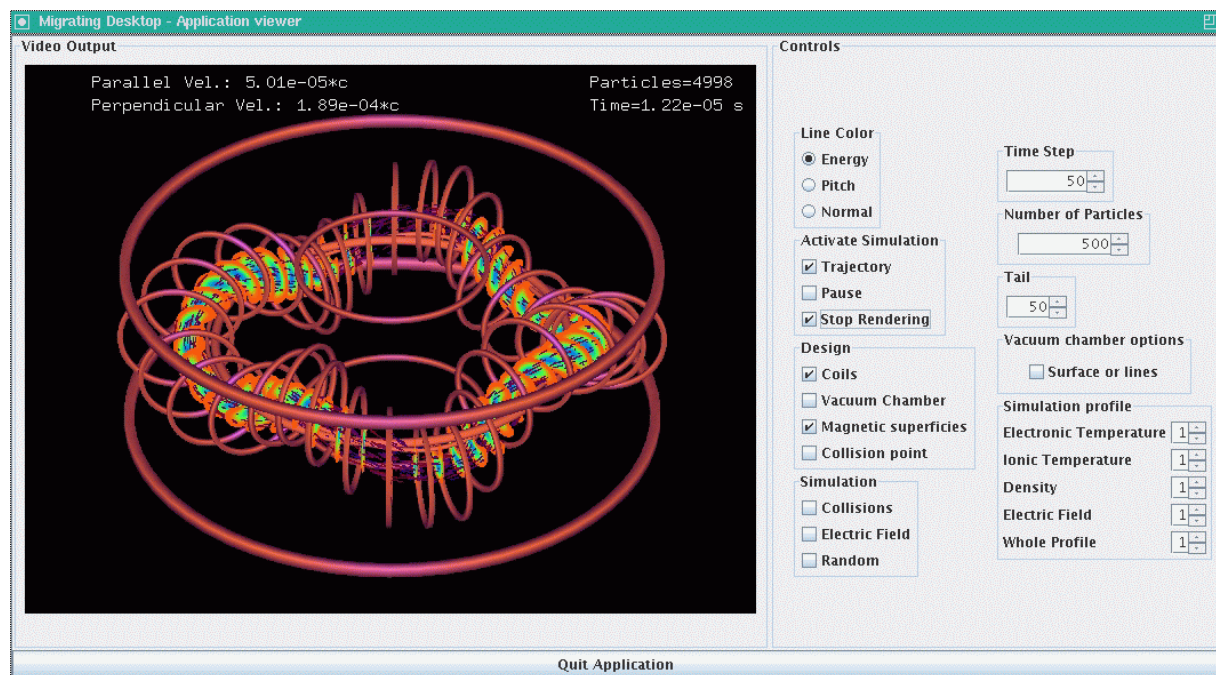 Migrating Desktop - Application viewer
Video Output
Parallel Vel.: 5.01e-05*c
Particles=4998
Perpendicular Vel.: 1.89e-04*c
Time=1.22e-05 s
Controls
Line Color
Energy
Pitch
Normal
Activate Simulation
Trajectory
Pause
Stop Rendering
Design
Coils
Vacuum Chamber
Magnetic superficies
Collision point
Simulation
Collisions
Electric Field
Random
Time Step
50
Number of Particles
500
Tail
50
Vacuum chamber options
Surface or lines
Simulation profile
Electronic Temperature 1
Ionic Temperature 1
Density 1
Electric Field 1
Whole Profile 1
Quit Application